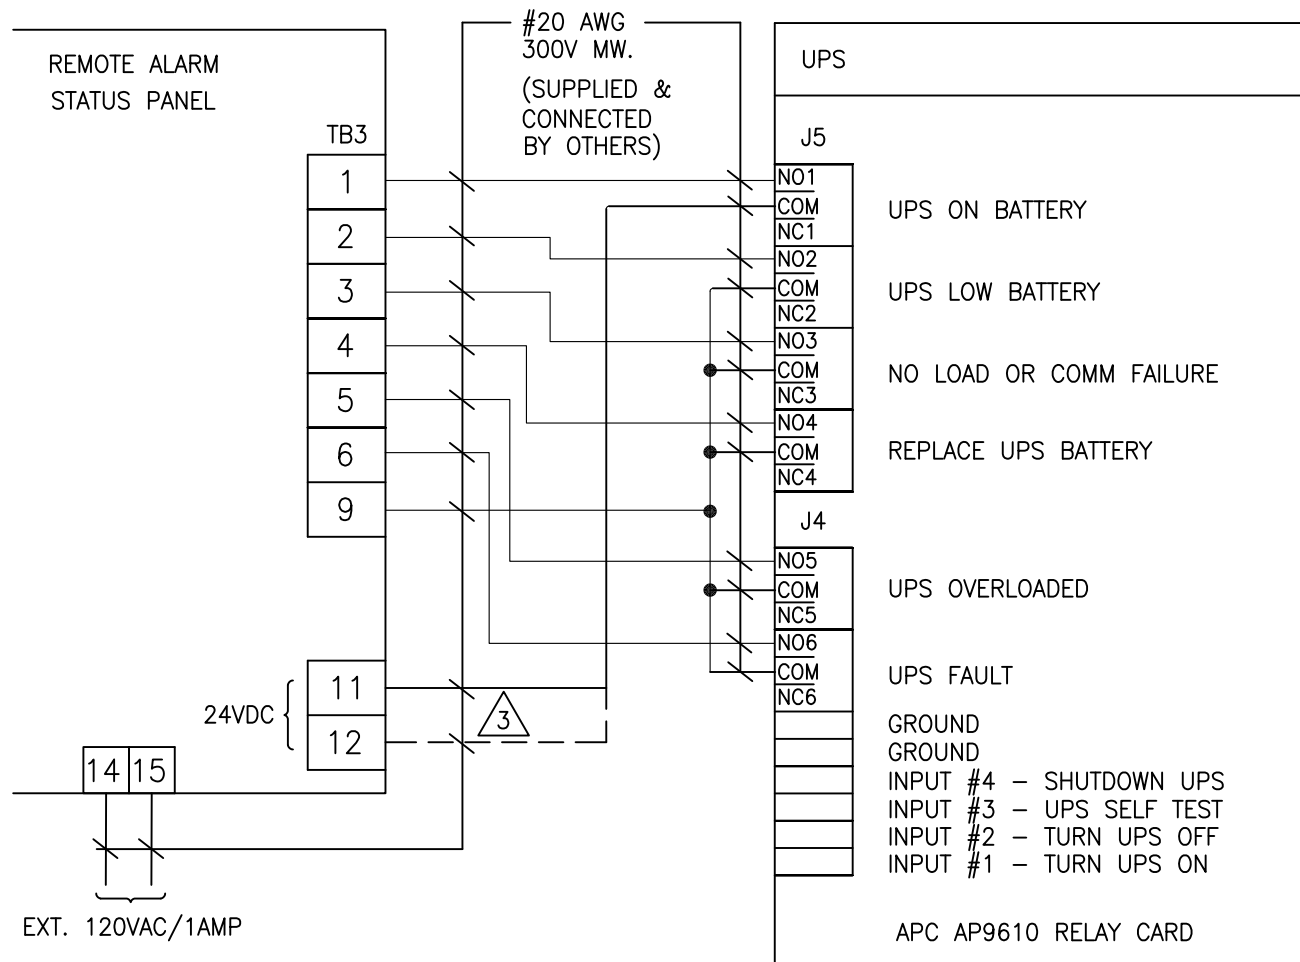 REMOTE ALARM
STATUS PANEL
TB3
1
2
3
4
5
6
9
24VDC
11
12
14 15
EXT. 120VAC/1AMP
#20 AWG
300V MW.
(SUPPLIED &
CONNECTED
BY OTHERS)
3
UPS
J5
NO1
COM
NC1
UPS ON BATTERY
NO2
COM
NC2
UPS LOW BATTERY
NO3
COM
NC3
NO LOAD OR COMM FAILURE
NO4
COM
NC4
REPLACE UPS BATTERY
J4
NO5
COM
NC5
UPS OVERLOADED
NO6
COM
NC6
UPS FAULT
GROUND
GROUND
INPUT #4 – SHUTDOWN UPS
INPUT #3 – UPS SELF TEST
INPUT #2 – TURN UPS OFF
INPUT #1 – TURN UPS ON
APC AP9610 RELAY CARD